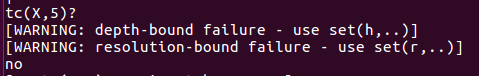 tc(X,5)?
[WARNING: depth-bound failure - use set(h,..)]
[WARNING: resolution-bound failure - use set(r,..)]
no